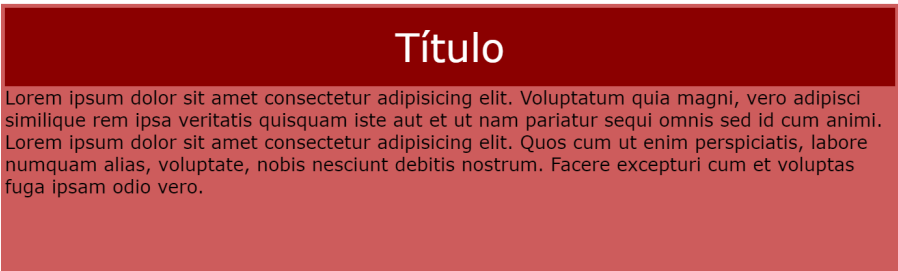 Título
Lorem ipsum dolor sit amet consectetur adipisicing elit. Voluptatum quia magni, vero adipisci
similique rem ipsa veritatis quisquam iste aut et ut nam pariatur sequi omnis sed id cum animi.
Lorem ipsum dolor sit amet consectetur adipisicing elit. Quos cum ut enim perspiciatis, labore
numquam alias, voluptate, nobis nesciunt debitis nostrum. Facere excepturi cum et voluptas
fuga ipsam odio vero.